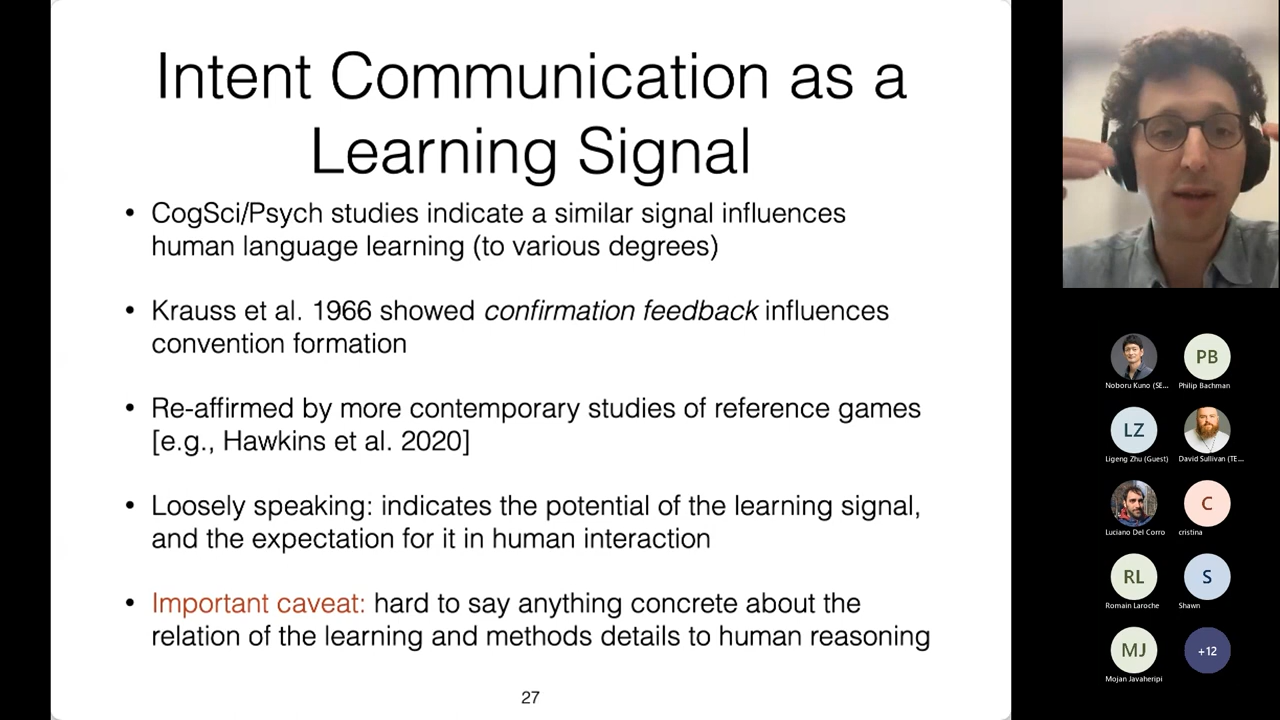 Intent Communication as a
Learning Signal
• CogSci/Psych studies indicate a similar signal influences
human language learning (to various degrees)
• Krauss et al. 1966 showed confirmation feedback influences
convention formation
• Re-affirmed by more contemporary studies of reference games
[e.g., Hawkins et al. 2020]
• Loosely speaking: indicates the potential of the learning signal,
and the expectation for it in human interaction
• Important caveat: hard to say anything concrete about the
relation of the learning and methods details to human reasoning
27
PB
Noboru Kuno (SE...
Philip Bachman
LZ
Ligeng Zhu (Guest)
David Sullivan (TE...
C
Luciano Del Corro
cristina
RL
S
Romain Laroche
Shawn
MJ
+12
Mojan Javaheripi